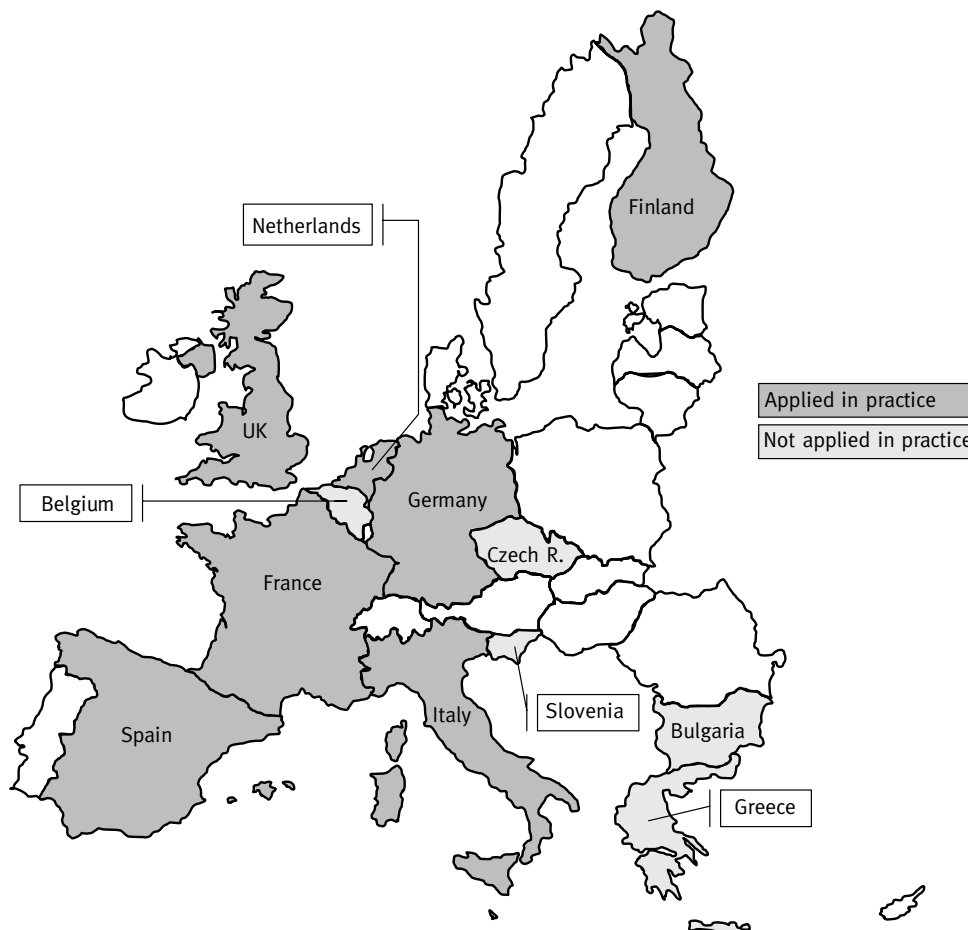 Finland
Netherlands
UK
Applied in practice
Not applied in practice
Belgium
Germany
Czech R.
France
Slovenia
Italy
Spain
Bulgaria
Greece